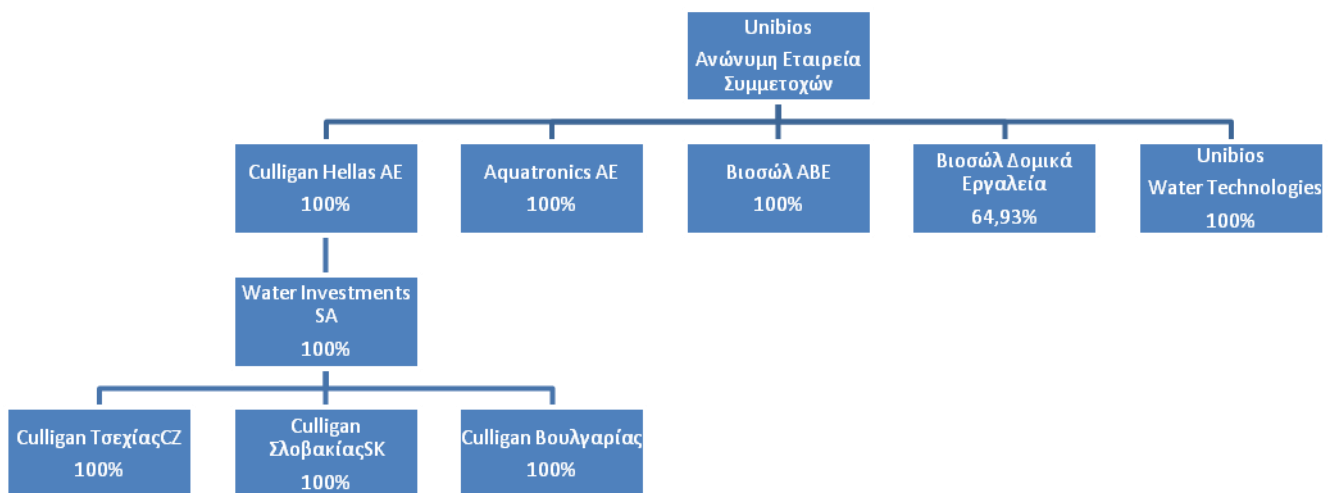 Unibios
Ανώνυμη Εταιρεία
Συμμετοχών
Culligan Hellas AE
100%
Aquatronics AE
100%
Βιοσώλ ΑΒΕ
100%
Βιοσώλ Δομικά
Εργαλεία
64,93%
Unibios
Water Technologies
100%
Water Investments
SA
100%
Culligan ΤσεχίαςCZ
100%
Culligan
ΣλοβακίαςSK
100%
Culligan Βουλγαρίας
100%